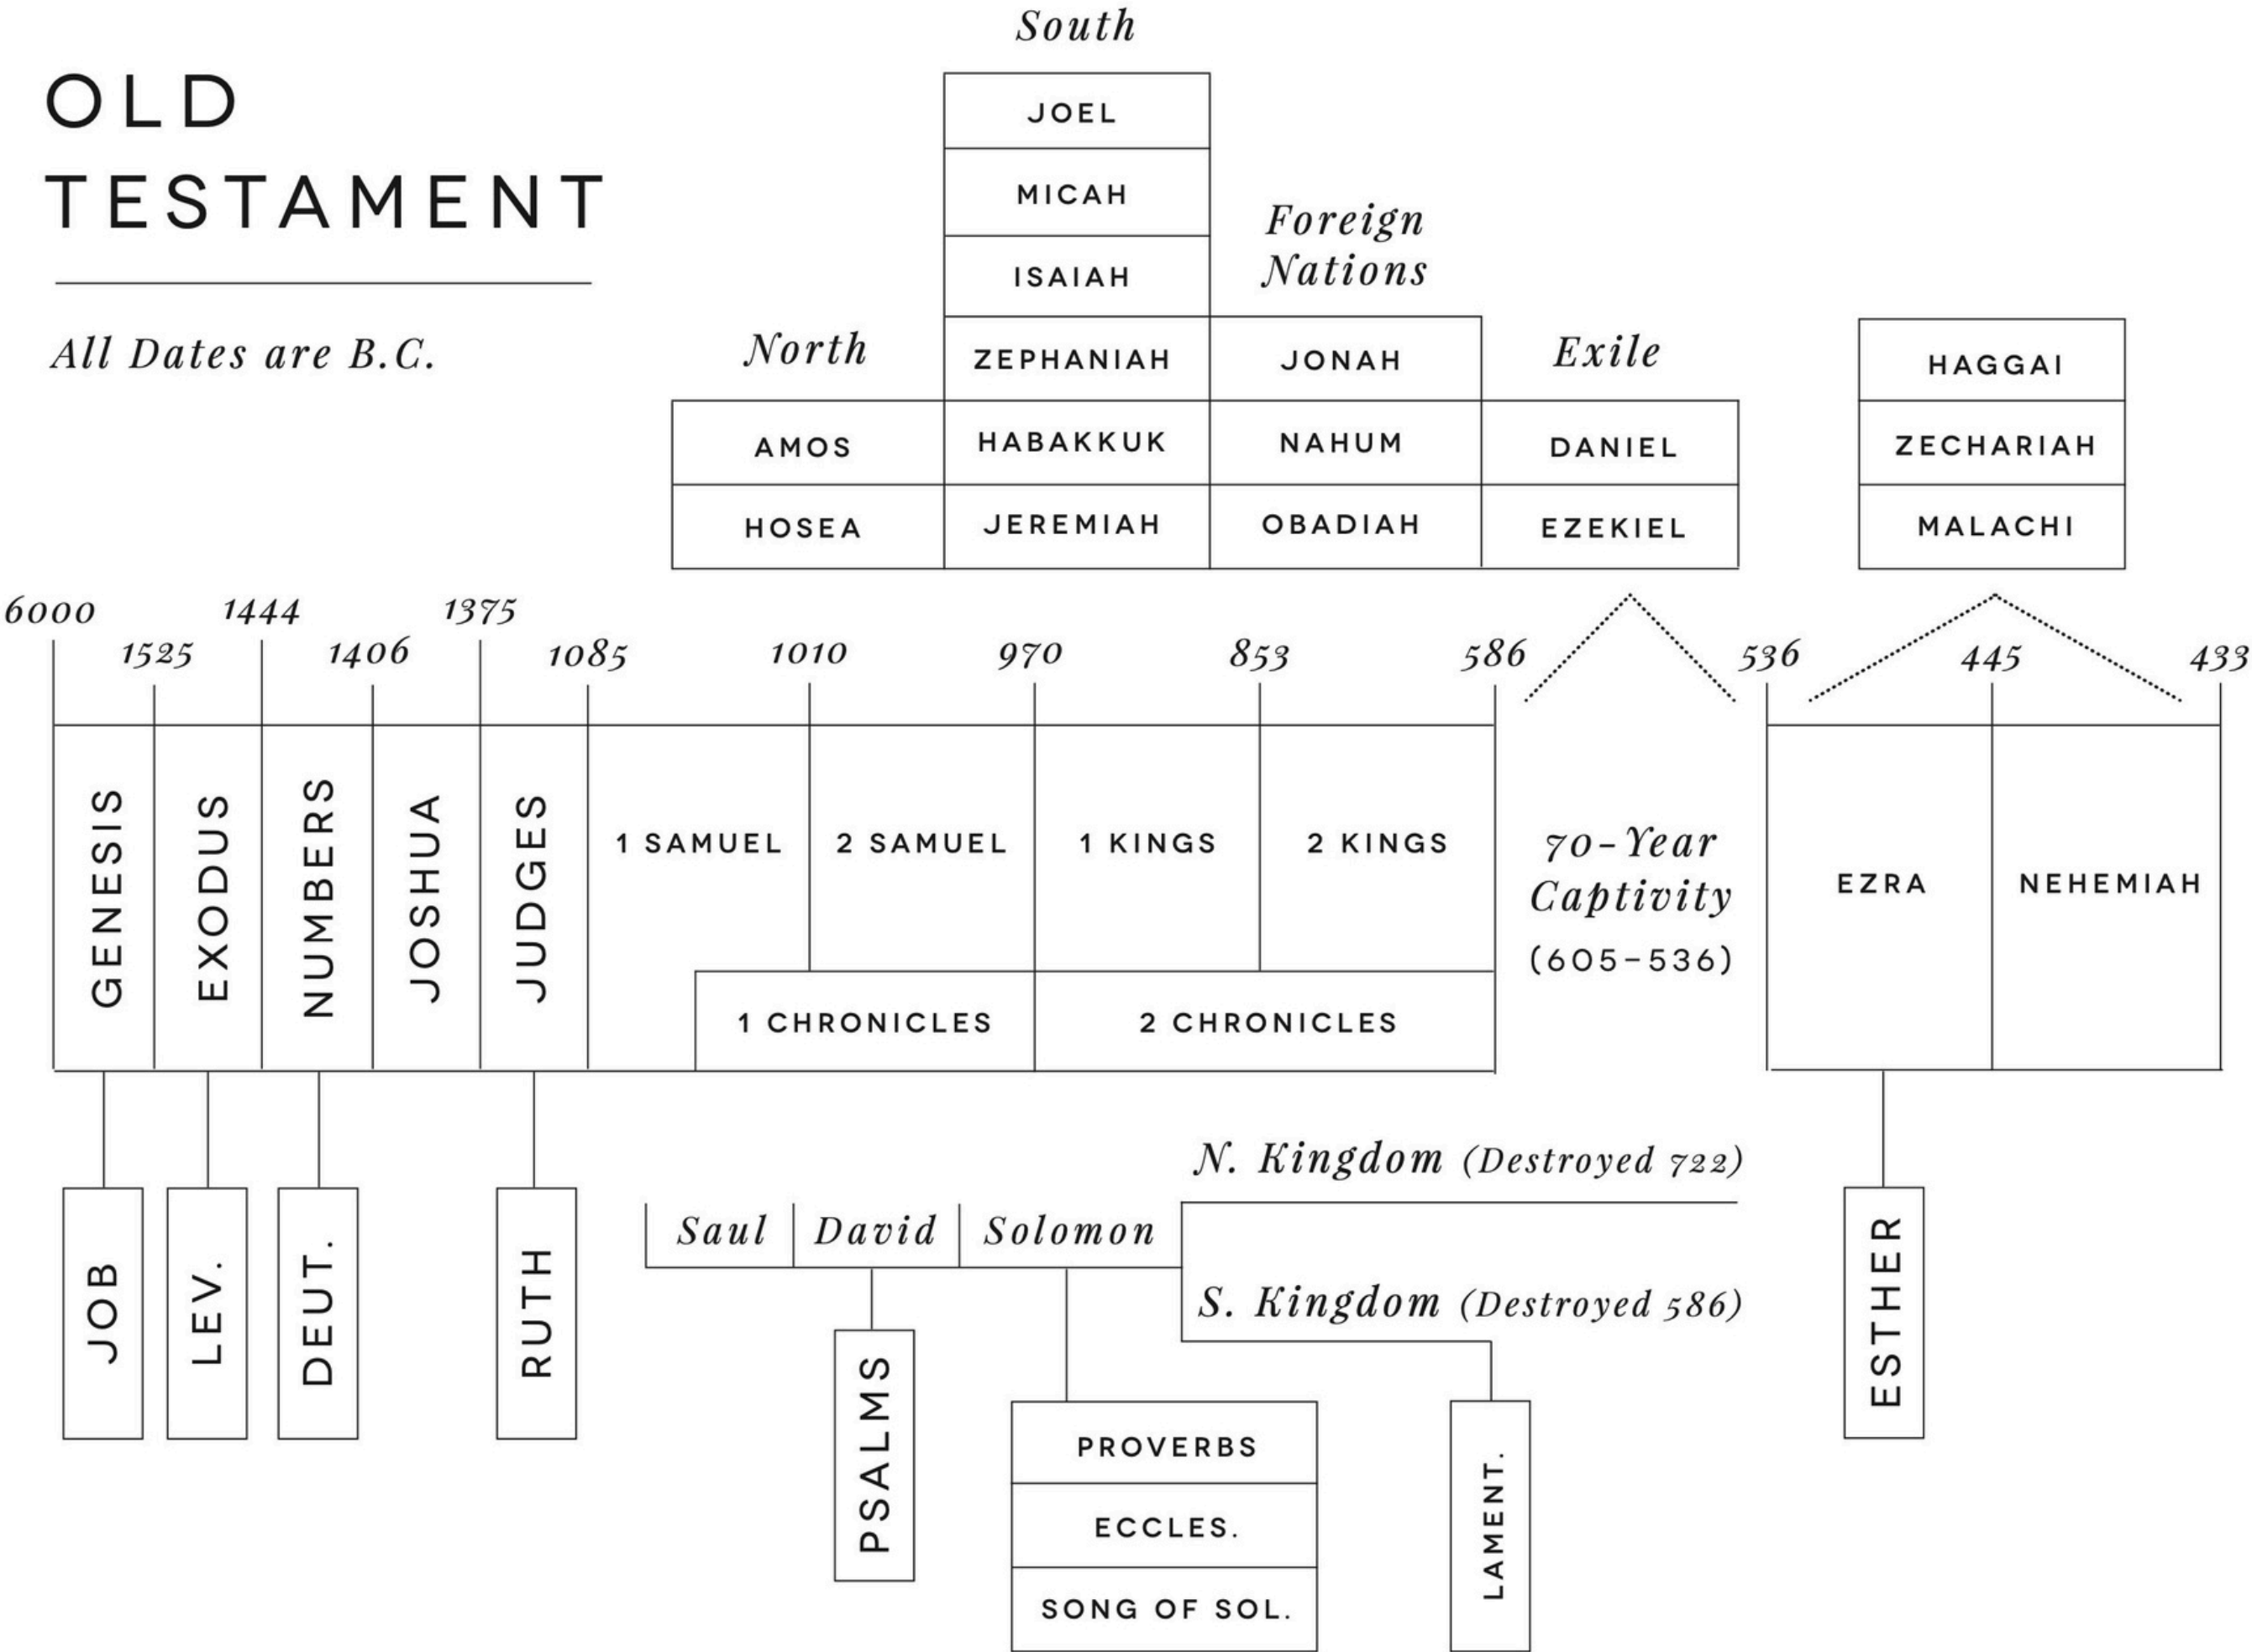 OLD
TESTAMENT
All Dates are B.C.
South
JOEL
MICAH
ISAIAH
ZEPHANIAH
HABAKKUK
JEREMIAH
North
AMOS
HOSEA
Foreign
Nations
JONAH
NAHUM
OBADIAH
Exile
DANIEL
EZEKIEL
HAGGAI
ZECHARIAH
MALACHI
6000
1525
1444
1406
1375
1085
1010
970
853
586
536
445
433
GENESIS
EXODUS
NUMBERS
JOSHUA
JUDGES
1 SAMUEL
2 SAMUEL
1 KINGS
2 KINGS
1 CHRONICLES
2 CHRONICLES
70-Year
Captivity
(605-536)
EZRA
NEHEMIAH
JOB
LEV.
DEUT.
RUTH
Saul
David
Solomon
N. Kingdom (Destroyed 722)
S. Kingdom (Destroyed 586)
PSALMS
PROVERBS
ECCLES.
SONG OF SOL.
LAMENT.
ESTHER